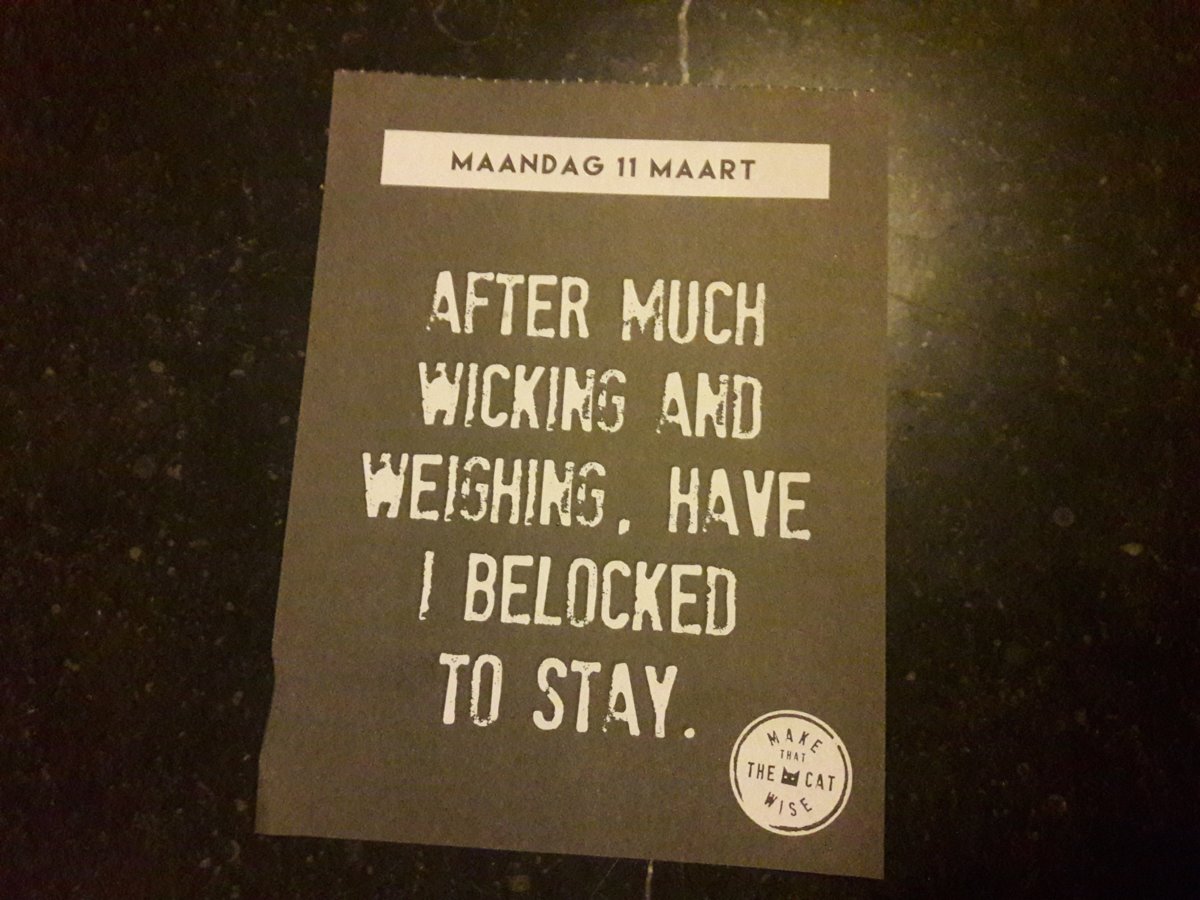 MAANDAG 11 MAART
AFTER MUCH
WICKING AND
WEIGHING, HAVE
I BELOCKED
TO STAY.
MAKE
THAT
THE CAT
WISE